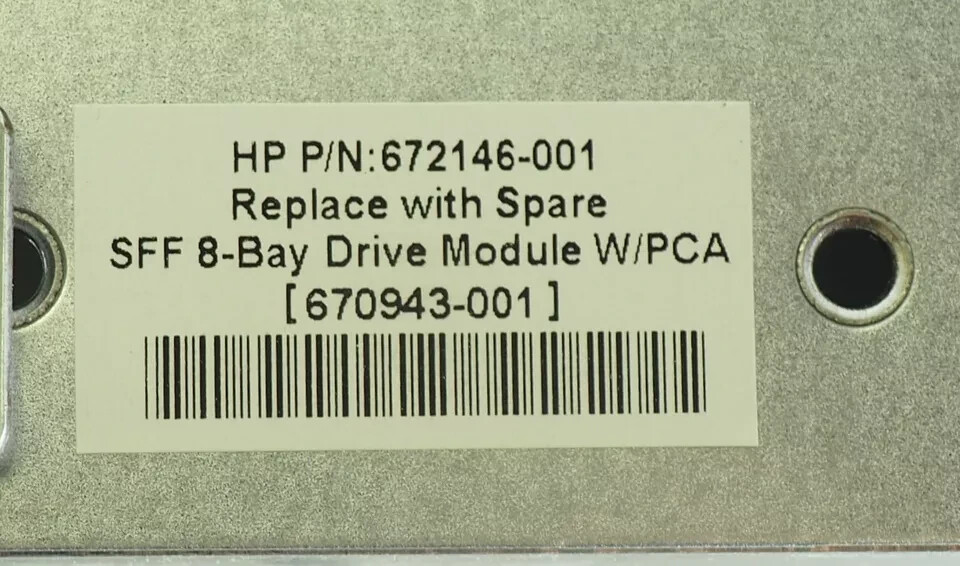 HP P/N:672146-001
Replace with Spare
SFF 8-Bay Drive Module W/PCA
[670943-001]